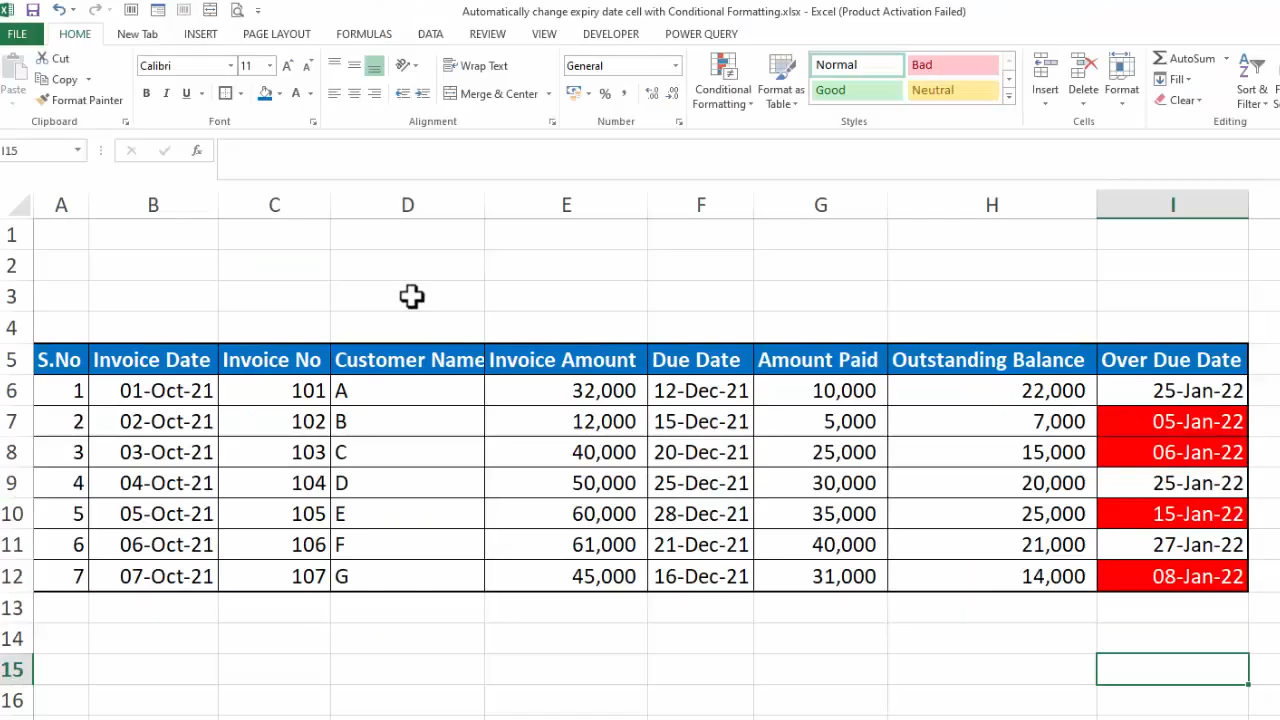 Automatically change expiry date cell with Conditional Formatting.xlsx - Excel (Product Activation Failed)
FILE HOME New Tab INSERT PAGE LAYOUT FORMULAS DATA REVIEW VIEW DEVELOPER POWER QUERY
Paste
Cut
Copy
Format Painter
Clipboard
Calibri 11
B I U
Font
Wrap Text
Merge & Center
Alignment
General
% ,
Number
Conditional Formatting
Format as Table
Normal Bad
Good Neutral
Styles
Insert Delete Format
Cells
AutoSum
Fill
Clear
Sort &
Filter
Editing
I15 fx
A B C D E F G H I
1
2
3
4
5 S.No Invoice Date Invoice No Customer Name Invoice Amount Due Date Amount Paid Outstanding Balance Over Due Date
6 1 01-Oct-21 101 A 32,000 12-Dec-21 10,000 22,000 25-Jan-22
7 2 02-Oct-21 102 B 12,000 15-Dec-21 5,000 7,000 05-Jan-22
8 3 03-Oct-21 103 C 40,000 20-Dec-21 25,000 15,000 06-Jan-22
9 4 04-Oct-21 104 D 50,000 25-Dec-21 30,000 20,000 25-Jan-22
10 5 05-Oct-21 105 E 60,000 28-Dec-21 35,000 25,000 15-Jan-22
11 6 06-Oct-21 106 F 61,000 21-Dec-21 40,000 21,000 27-Jan-22
12 7 07-Oct-21 107 G 45,000 16-Dec-21 31,000 14,000 08-Jan-22
13
14
15
16